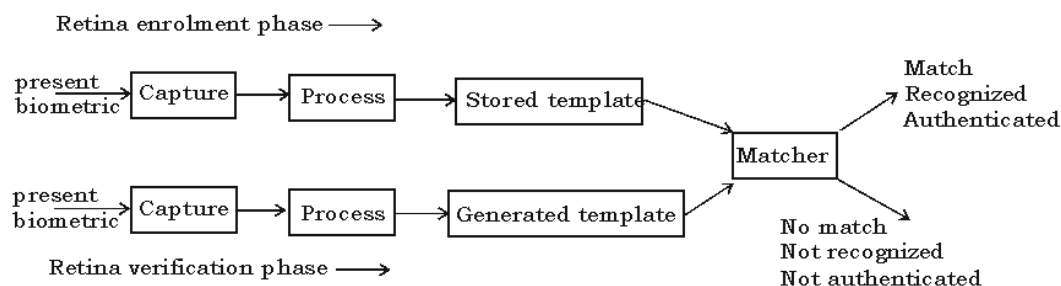 Retina enrolment phase
present
biometric
Capture
Process
Stored template
Match
Recognized
Authenticated
Matcher
present
biometric
Capture
Process
Generated template
No match
Not recognized
Not authenticated
Retina verification phase